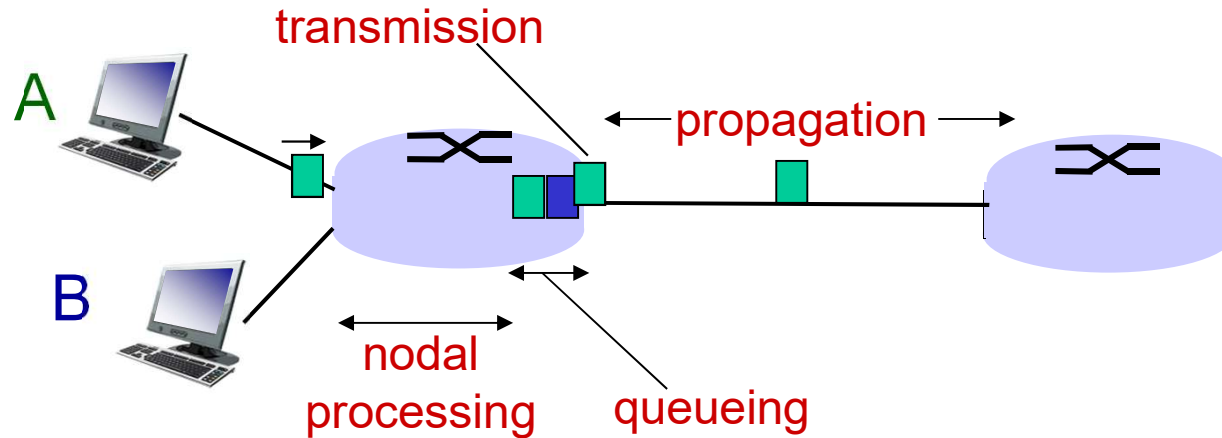 transmission
A
propagation
B
nodal
processing
queueing